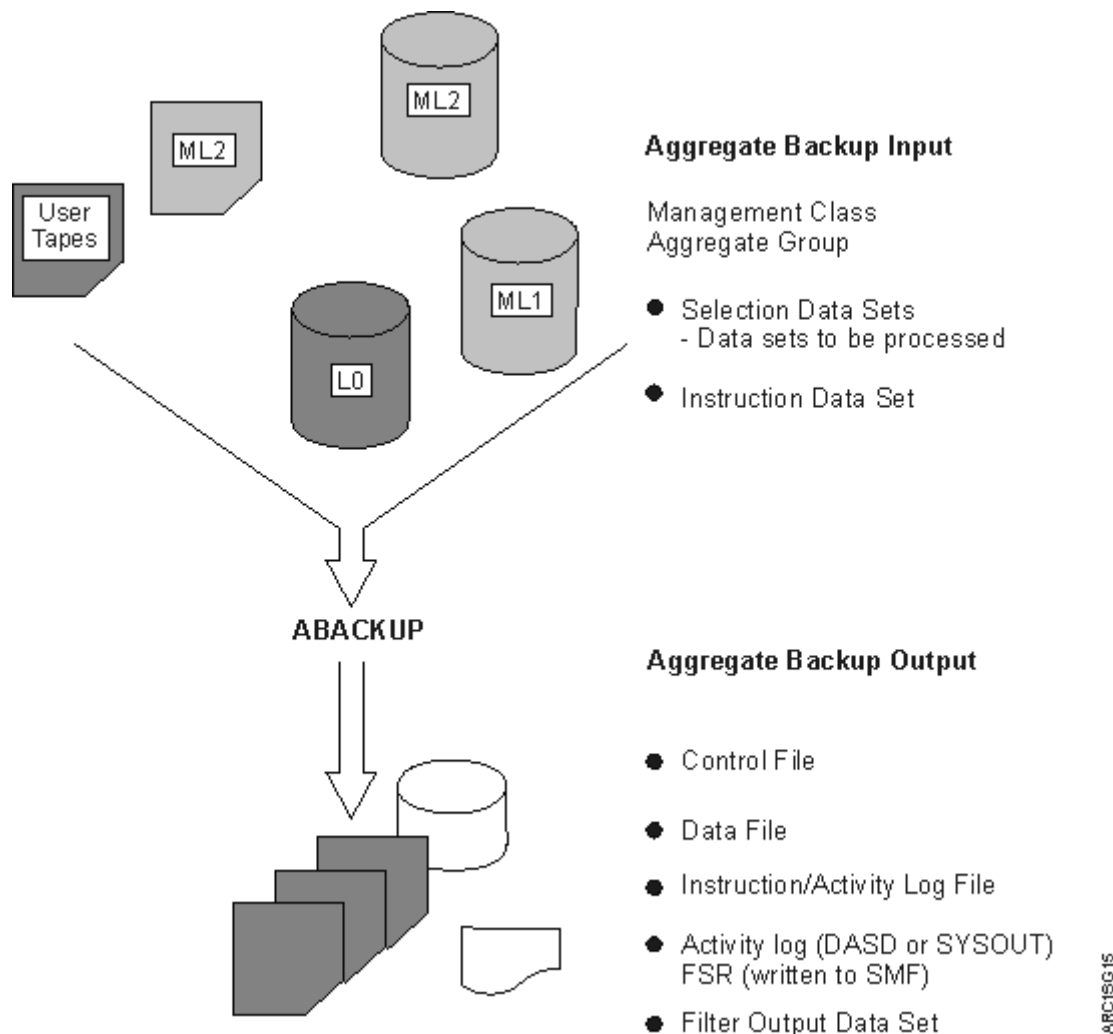 ML2
ML2
User
Tapes
ML1
L0
Aggregate Backup Input
Management Class
Aggregate Group
● Selection Data Sets
- Data sets to be processed
● Instruction Data Set
ABACKUP
Aggregate Backup Output
● Control File
● Data File
● Instruction/Activity Log File
● Activity log (DASD or SYSOUT)
FSR (written to SMF)
● Filter Output Data Set
ARC1SG15